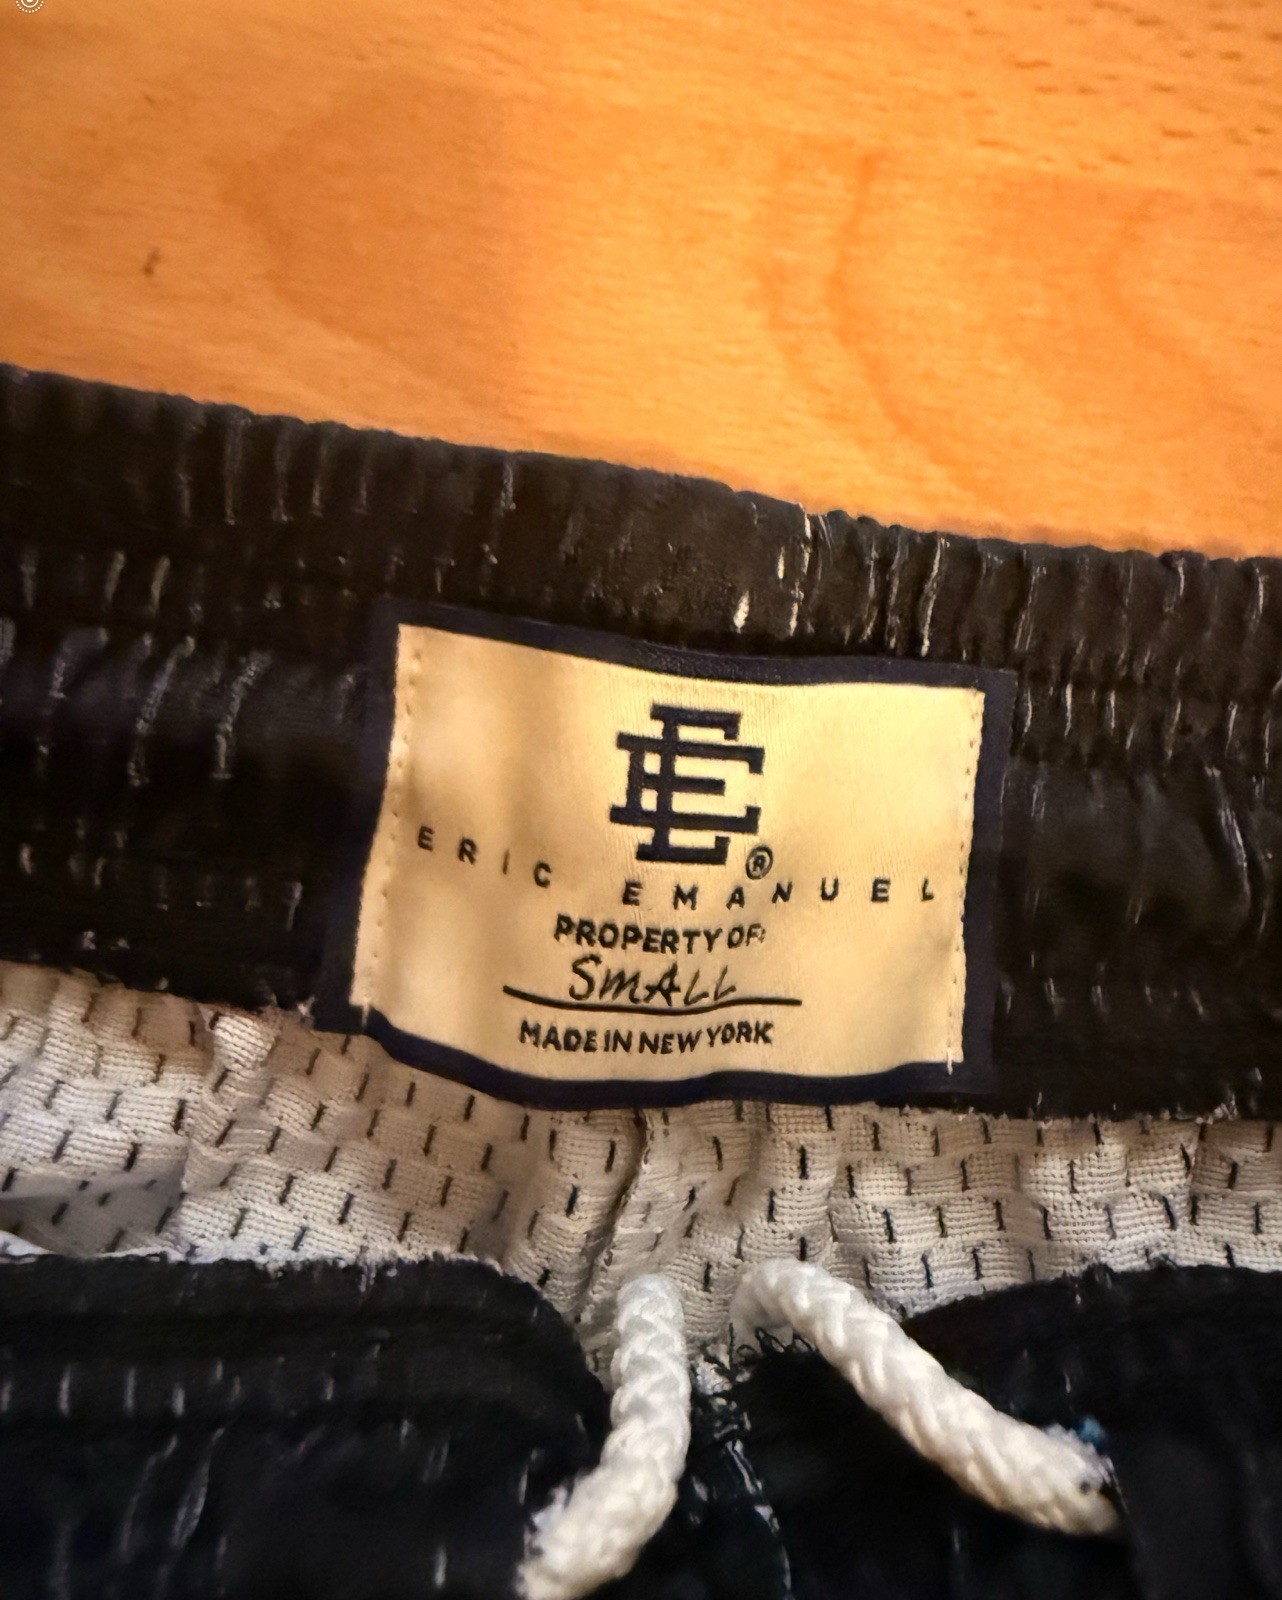 EE®
ERIC EMANUEL
PROPERTY OF:
SMALL
MADE IN NEW YORK